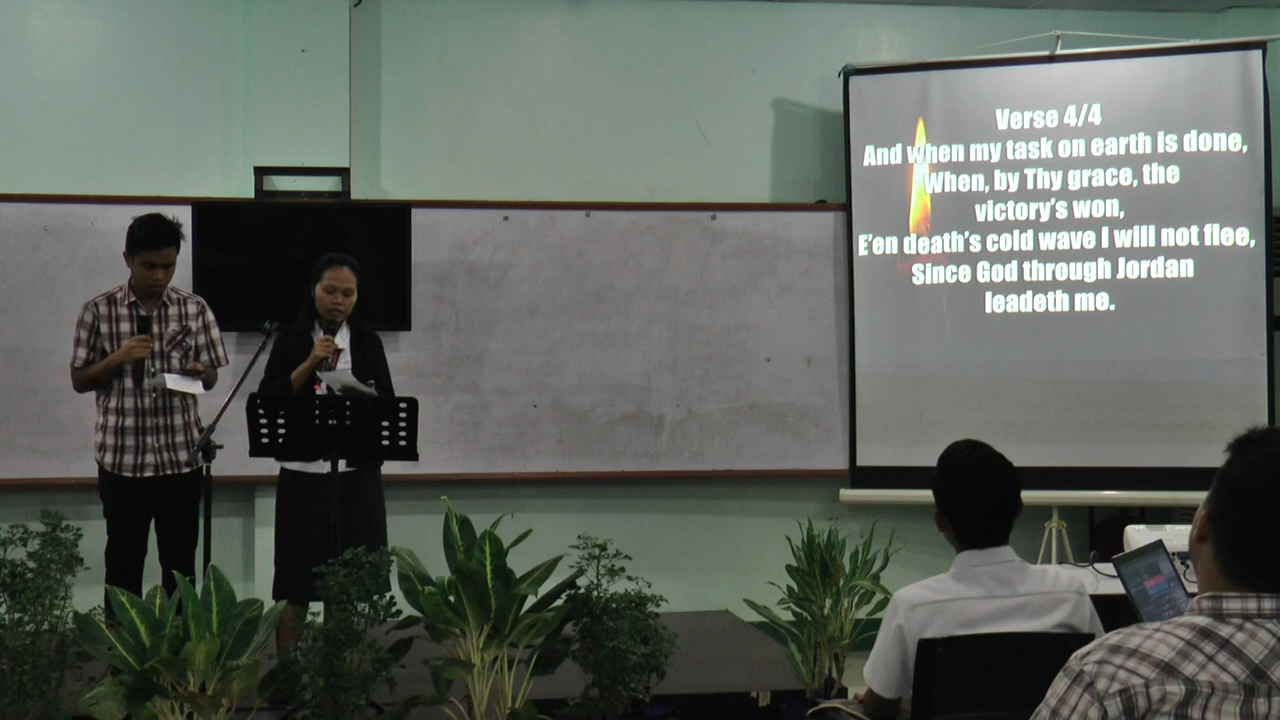 Verse 4/4
And when my task on earth is done,
When, by Thy grace, the
victory's won,
E'en death's cold wave I will not flee,
Since God through Jordan
leadeth me.